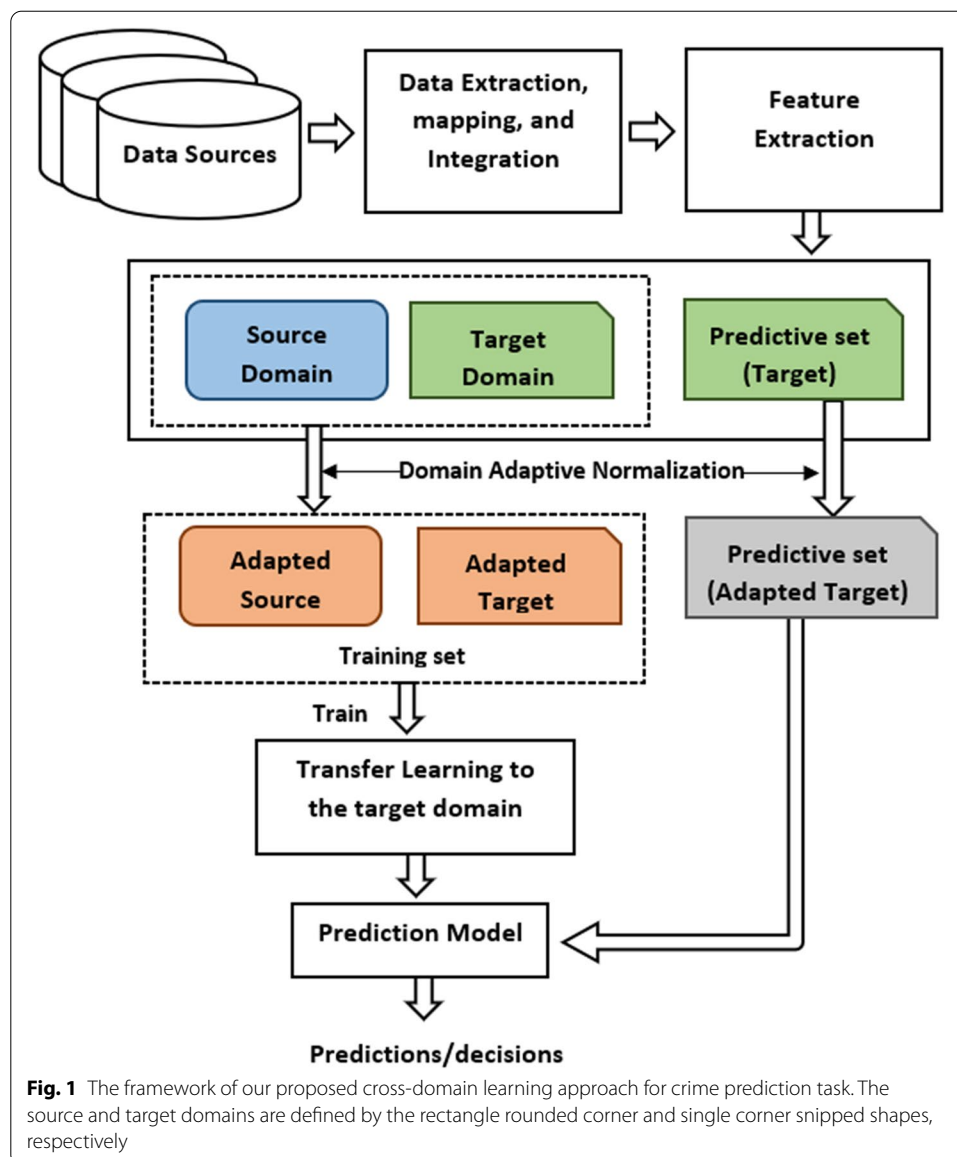 Data Sources
Data Extraction,
mapping, and
Integration
Feature
Extraction
Source
Domain
Target
Domain
Predictive set
(Target)
Domain Adaptive Normalization
Adapted
Source
Adapted
Target
Predictive set
(Adapted Target)
Training set
Train
Transfer Learning to
the target domain
Prediction Model
Predictions/decisions
Fig. 1 The framework of our proposed cross-domain learning approach for crime prediction task. The
source and target domains are defined by the rectangle rounded corner and single corner snipped shapes,
respectively